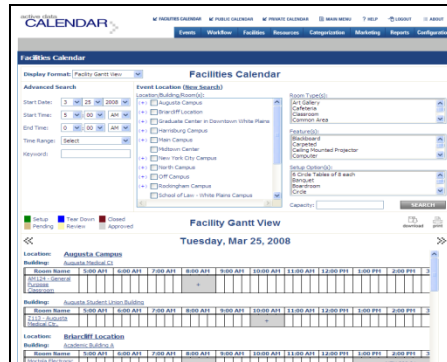 active data
CALENDAR
FACILITIES CALENDAR PUBLIC CALENDAR PRIVATE CALENDAR MAIN MENU ? HELP LOGOUT ABOUT
Events Workflow Facilities Resources Categorization Marketing Reports Configuration
Facilities Calendar
Display Format: Facility Gantt View Facilities Calendar
Advanced Search Event Location (New Search)
Location/Building/Room(s): Room Type(s):
Start Date: 3 25 2008
Start Time: 5 00 AM
End Time: 0 00 AM
Time Range: Select
Keyword:
Augusta Campus
Briarcliff Location
Graduate Center in Downtown White Plains
Harrisburg Campus
Main Campus
Midtown Center
New York City Campus
North Campus
Off Campus
Rockingham Campus
School of Law - White Plains Campus
Art Gallery
Cafeteria
Classroom
Common Area
Feature(s):
Blackboard
Carpeted
Ceiling Mounted Projector
Computer
Setup Option(s):
6 Circle Tables of 8 each
Banquet
Boardroom
Circle
Capacity: SEARCH
Setup Tear Down Closed
Pending Review Approved
Facility Gantt View
download print
Tuesday, Mar 25, 2008
Location: Augusta Campus
Building: Augusta Medical Ct
Room Name 5:00 AM 6:00 AM 7:00 AM 8:00 AM 9:00 AM 10:00 AM 11:00 AM 12:00 PM 1:00 PM 2:00 PM 3
AM124 - General
Purpose
Classroom +
Building: Augusta Student Union Building
Room Name 5:00 AM 6:00 AM 7:00 AM 8:00 AM 9:00 AM 10:00 AM 11:00 AM 12:00 PM 1:00 PM 2:00 PM 3
Z113 - Augusta
Medical Ctr. +
Location: Briarcliff Location
Building: Academic Building A
Room Name 5:00 AM 6:00 AM 7:00 AM 8:00 AM 9:00 AM 10:00 AM 11:00 AM 12:00 PM 1:00 PM 2:00 PM 3